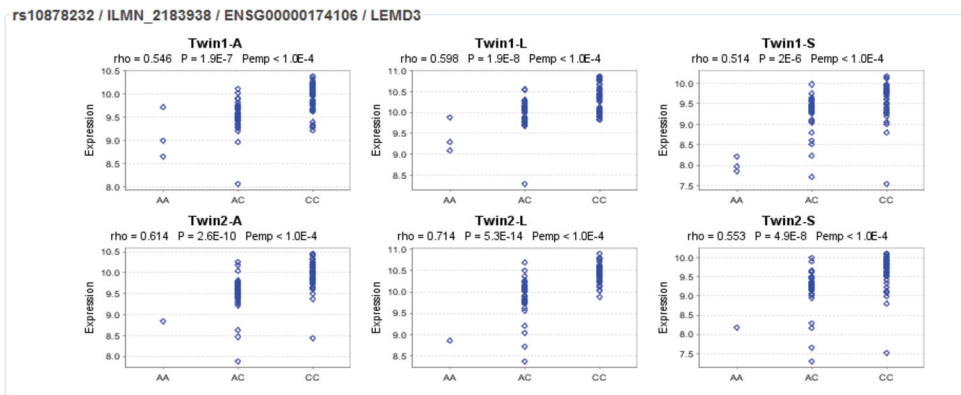 rs10878232 / ILMN_2183938 / ENSG00000174106 / LEMD3
Twin1-A
rho = 0.546 P = 1.9E-7 Pemp < 1.0E-4
Expression
10.5
10.0
9.5
9.0
8.5
8.0
AA AC CC
Twin1-L
rho = 0.598 P = 1.9E-8 Pemp < 1.0E-4
Expression
11.0
10.5
10.0
9.5
9.0
8.5
AA AC CC
Twin1-S
rho = 0.514 P = 2E-6 Pemp < 1.0E-4
Expression
10.0
9.5
9.0
8.5
8.0
7.5
AA AC CC
Twin2-A
rho = 0.614 P = 2.6E-10 Pemp < 1.0E-4
Expression
10.5
10.0
9.5
9.0
8.5
8.0
AA AC CC
Twin2-L
rho = 0.714 P = 5.3E-14 Pemp < 1.0E-4
Expression
11.0
10.5
10.0
9.5
9.0
8.5
AA AC CC
Twin2-S
rho = 0.553 P = 4.9E-8 Pemp < 1.0E-4
Expression
10.0
9.5
9.0
8.5
8.0
7.5
AA AC CC